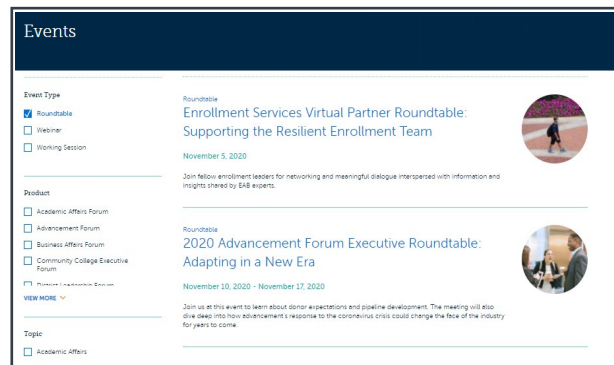 Events
Event Type
Roundtable
Webinar
Working Session
Product
Academic Affairs Forum
Advancement Forum
Business Affairs Forum
Community College Executive
Forum
District Leadership Forum
VIEW MORE
Topic
Academic Affairs
Roundtable
Enrollment Services Virtual Partner Roundtable:
Supporting the Resilient Enrollment Team
November 5, 2020
Join fellow enrollment leaders for networking and meaningful dialogue interspersed with information and
insights shared by EAB experts.
Roundtable
2020 Advancement Forum Executive Roundtable:
Adapting in a New Era
November 10, 2020 - November 17, 2020
Join us at this event to learn about donor expectations and pipeline development. The meeting will also
dive deep into how advancement's response to the coronavirus crisis could change the face of the industry
for years to come.